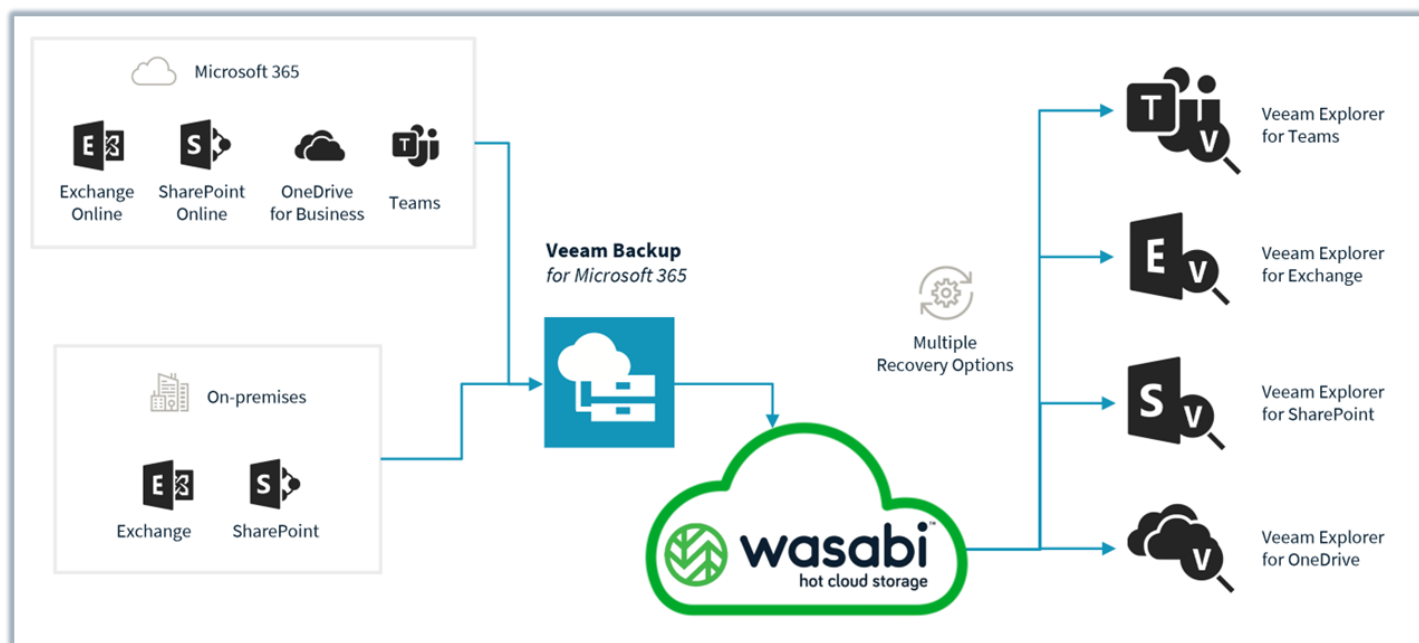 Microsoft 365
Exchange
Online
SharePoint
Online
OneDrive
for Business
Teams
On-premises
Exchange
SharePoint
Veeam Backup
for Microsoft 365
wasabi™
hot cloud storage
Multiple
Recovery Options
Veeam Explorer
for Teams
Veeam Explorer
for Exchange
Veeam Explorer
for SharePoint
Veeam Explorer
for OneDrive
E
S
T
E
S
T
V
E
V
S
V
V